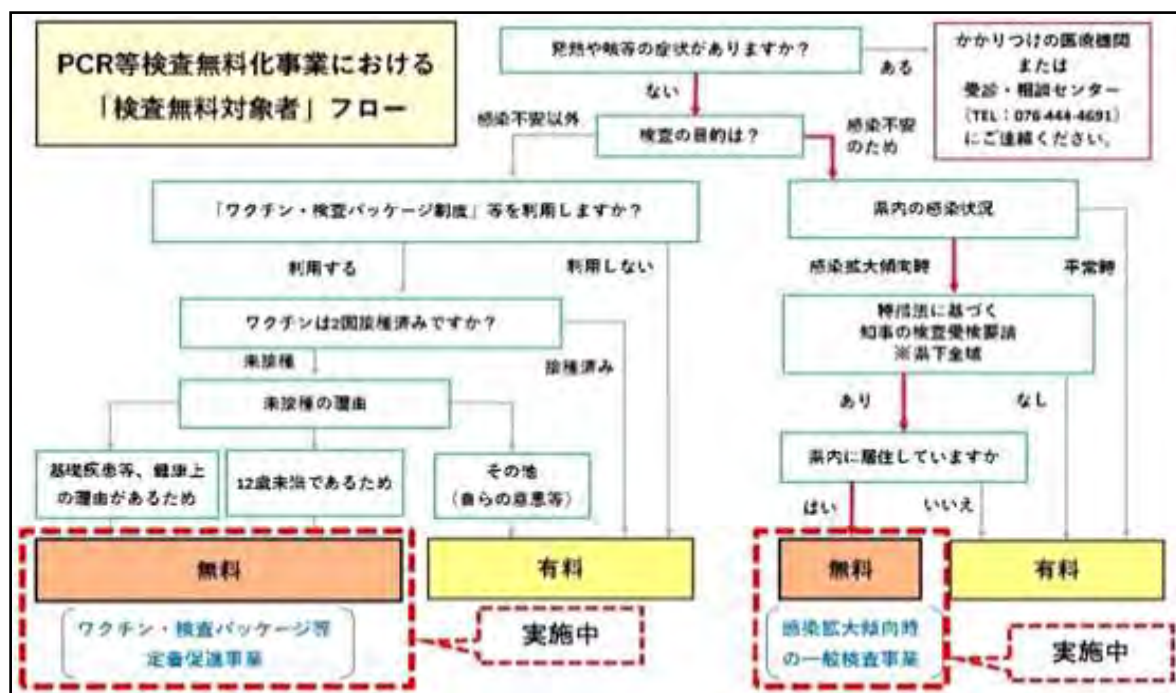 PCR等検査無料化事業における
「検査無料対象者」フロー
発熱や咳等の症状がありますか？
ある
かかりつけの医療機関
または
受診・相談センター
（TEL：076-444-4691）
にご連絡ください。
ない
検査の目的は？
感染不安以外
感染不安
のため
「ワクチン・検査パッケージ制度」等を利用しますか？
県内の感染状況
利用する
利用しない
感染拡大傾向時
平常時
ワクチンは2回接種済みですか？
特措法に基づく
知事の検査受検要請
※県下全域
未接種
接種済み
未接種の理由
あり
なし
基礎疾患等、健康上
の理由があるため
12歳未満であるため
その他
（自らの意思等）
県内に居住していますか
はい
いいえ
無料
有料
無料
有料
ワクチン・検査パッケージ等
定着促進事業
実施中
感染拡大傾向時
の一般検査事業
実施中